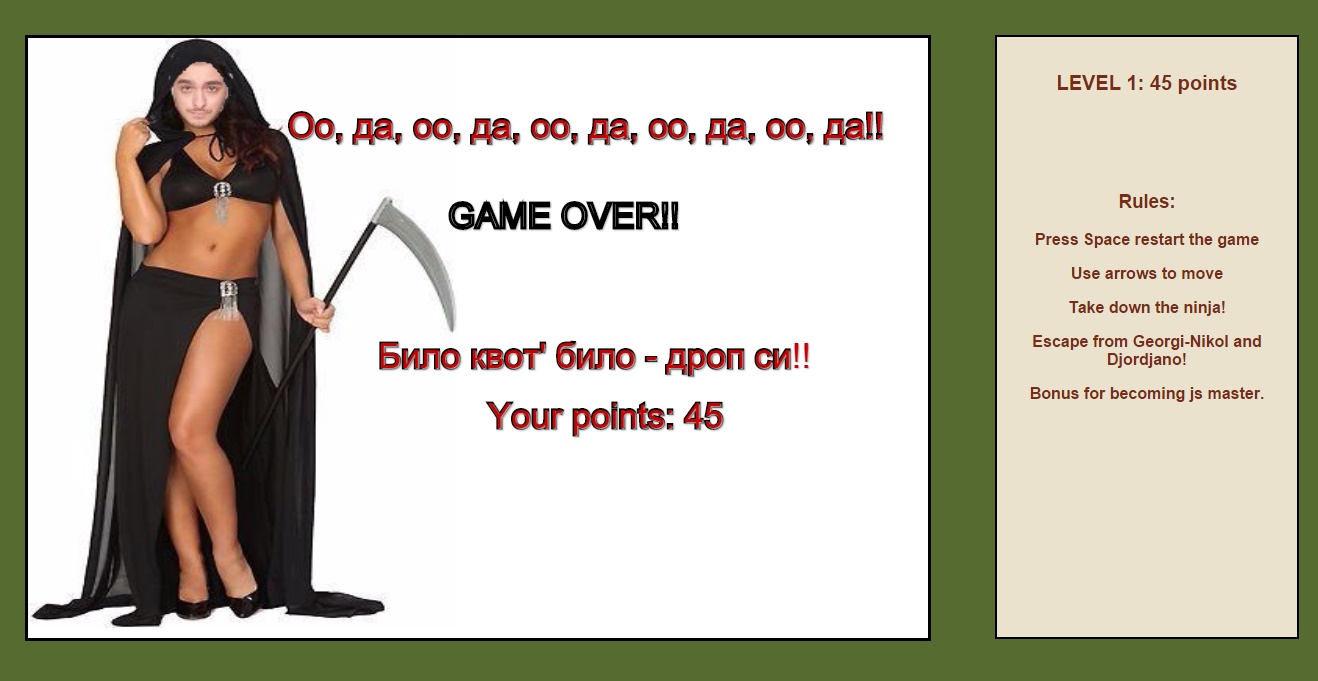 Оо, да, оо, да, оо, да, оо, да, оо, да!!
GAME OVER!!
Било квот' било - дроп си!!
Your points: 45
LEVEL 1: 45 points
Rules:
Press Space restart the game
Use arrows to move
Take down the ninja!
Escape from Georgi-Nikol and
Djordjano!
Bonus for becoming js master.